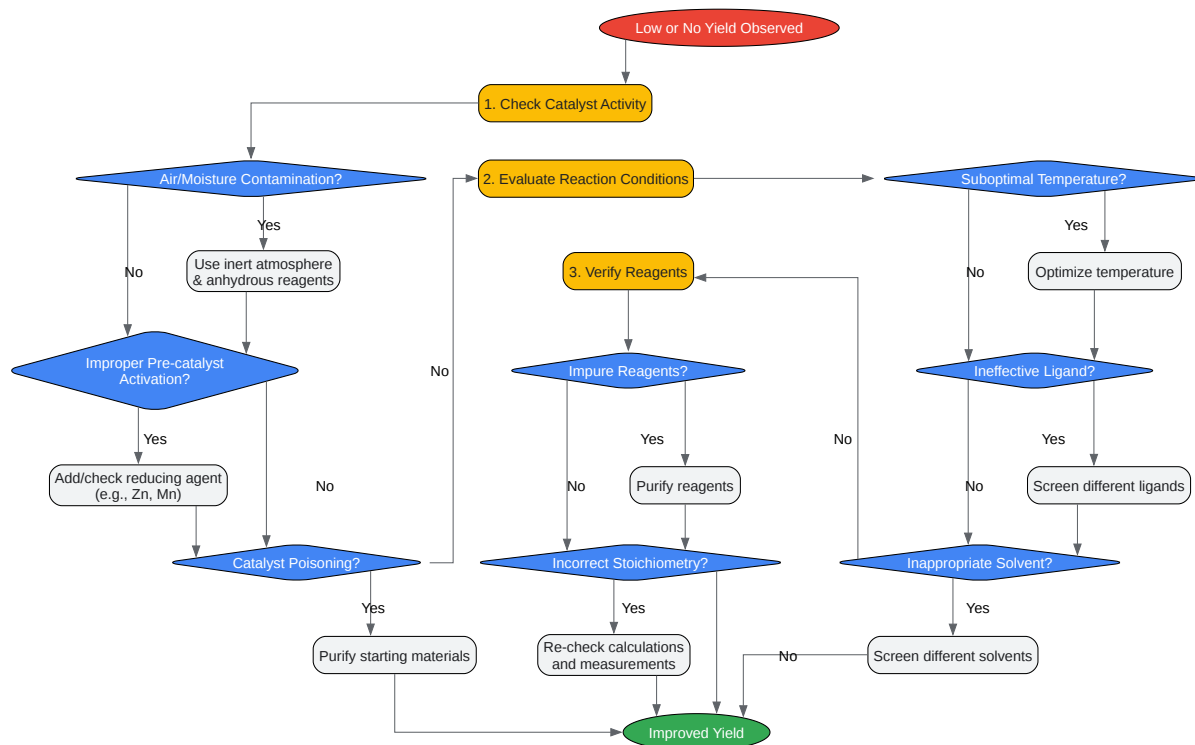 Low or No Yield Observed
1. Check Catalyst Activity
Air/Moisture Contamination?
2. Evaluate Reaction Conditions
Suboptimal Temperature?
Yes
Yes
No
Use inert atmosphere
& anhydrous reagents
3. Verify Reagents
No
Optimize temperature
Improper Pre-catalyst
Activation?
No
Impure Reagents?
Ineffective Ligand?
Yes
Yes
No
Yes
Add/check reducing agent
(e.g., Zn, Mn)
No
No
Purify reagents
No
Screen different ligands
Catalyst Poisoning?
Incorrect Stoichiometry?
Inappropriate Solvent?
Yes
Yes
Yes
Purify starting materials
Re-check calculations
and measurements
No
Screen different solvents
Improved Yield